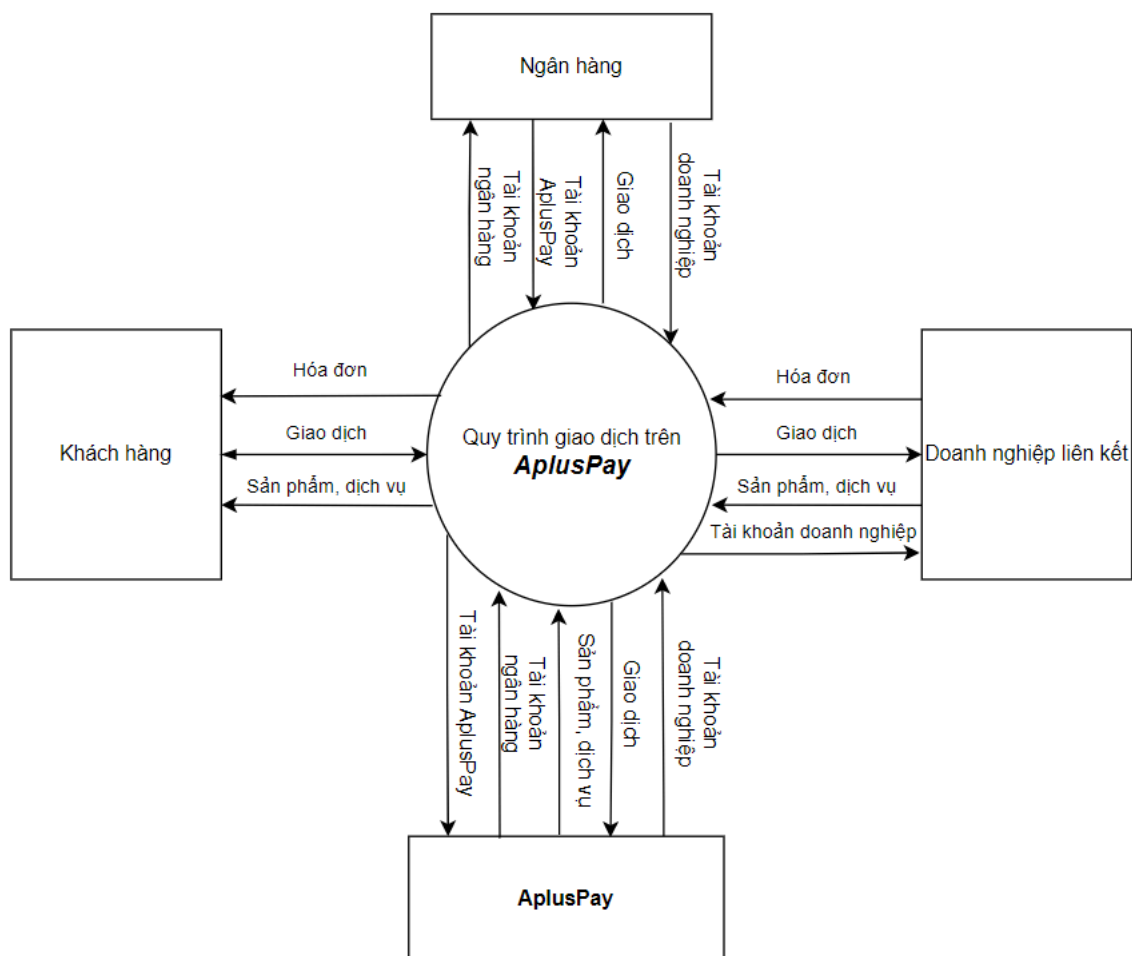 Ngân hàng
Tài khoản
ngân hàng
Tài khoản
AplusPay
Giao dịch
Tài khoản
doanh nghiệp
Khách hàng
Hóa đơn
Giao dịch
Sản phẩm, dịch vụ
Quy trình giao dịch trên
AplusPay
Hóa đơn
Giao dịch
Sản phẩm, dịch vụ
Tài khoản doanh nghiệp
Doanh nghiệp liên kết
Tài khoản AplusPay
Tài khoản
ngân hàng
Sản phẩm, dịch vụ
Giao dịch
Tài khoản
doanh nghiệp
AplusPay